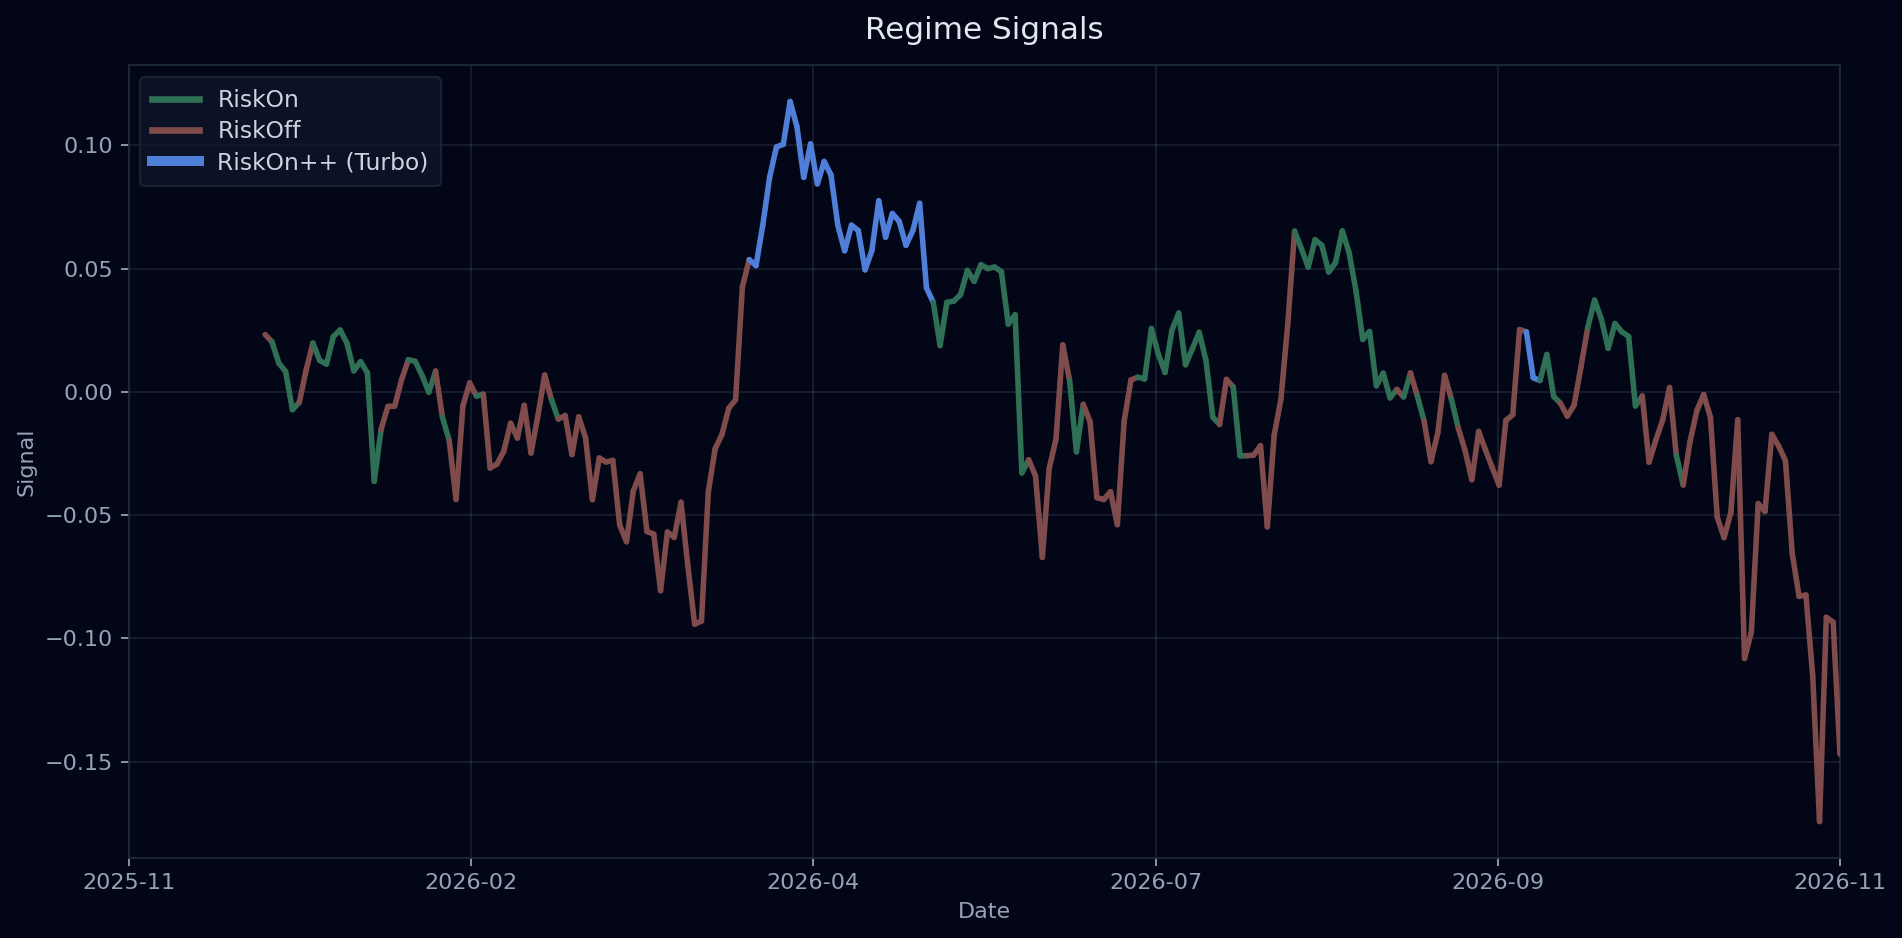 Regime Signals
RiskOn
RiskOff
RiskOn++ (Turbo)
0.10
0.05
0.00
−0.05
−0.10
−0.15
Signal
2025-11
2026-02
2026-04
2026-07
2026-09
2026-11
Date